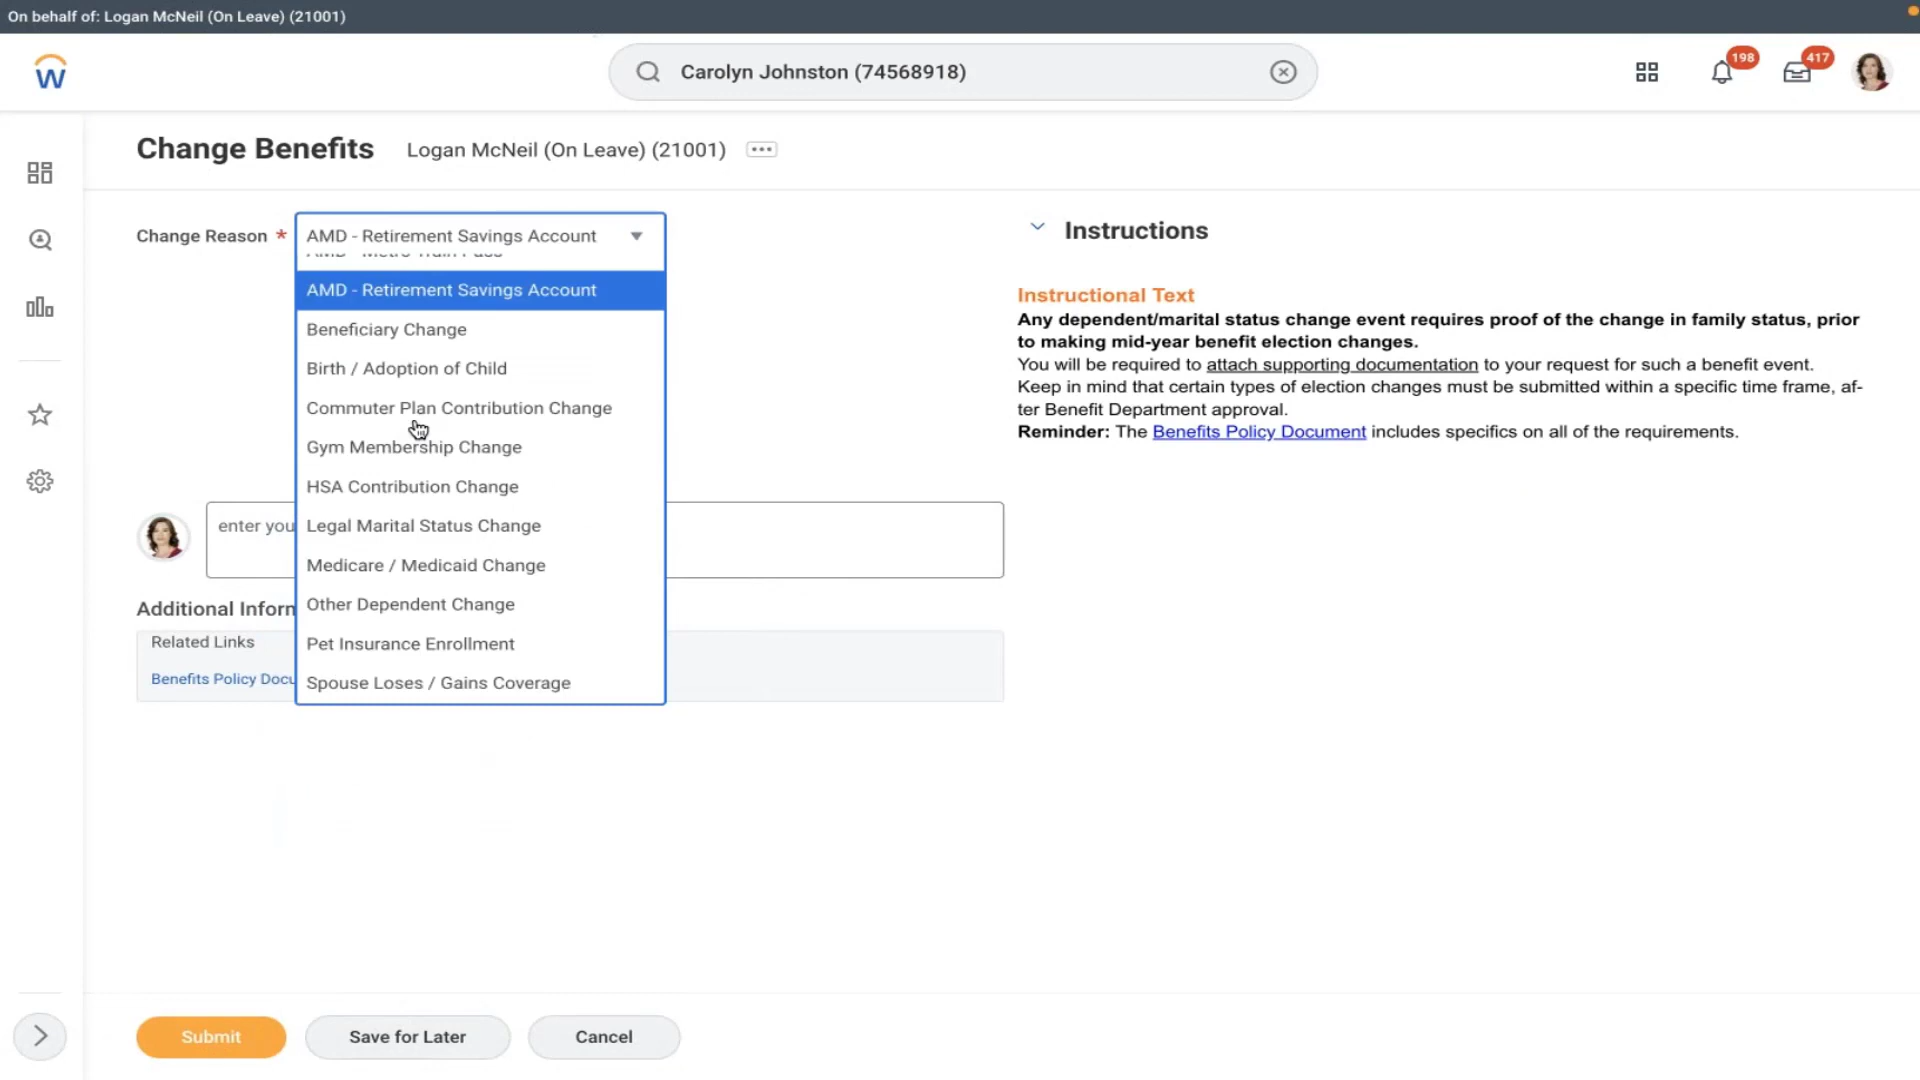 On behalf of: Logan McNeil (On Leave) (21001)
Carolyn Johnston (74568918)
198
417
Change Benefits
Logan McNeil (On Leave) (21001)
Change Reason *
AMD - Retirement Savings Account
AMD - Metro Train Pass
AMD - Retirement Savings Account
Beneficiary Change
Birth / Adoption of Child
Commuter Plan Contribution Change
Gym Membership Change
HSA Contribution Change
Legal Marital Status Change
Medicare / Medicaid Change
Other Dependent Change
Pet Insurance Enrollment
Spouse Loses / Gains Coverage
enter you
Additional Inforn
Related Links
Benefits Policy Docu
Instructions
Instructional Text
Any dependent/marital status change event requires proof of the change in family status, prior
to making mid-year benefit election changes.
You will be required to attach supporting documentation to your request for such a benefit event.
Keep in mind that certain types of election changes must be submitted within a specific time frame, af-
ter Benefit Department approval.
Reminder: The Benefits Policy Document includes specifics on all of the requirements.
Submit
Save for Later
Cancel